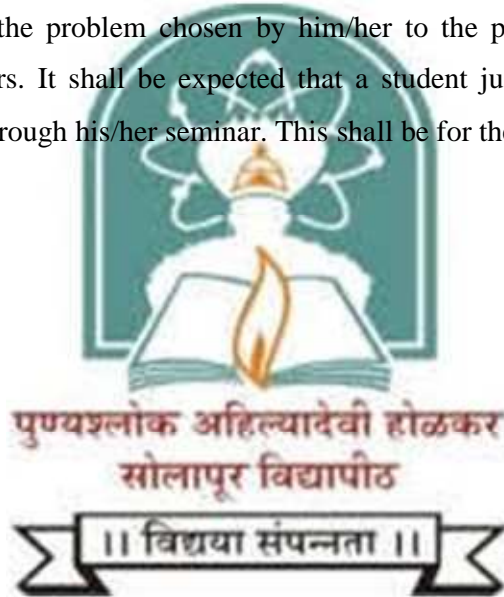 the problem chosen by him/her to the p
rs. It shall be expected that a student ju
rough his/her seminar. This shall be for the
पुण्यश्लोक अहिल्यादेवी होळकर
सोलापूर विद्यापीठ
।। विद्यया संपन्नता ।।